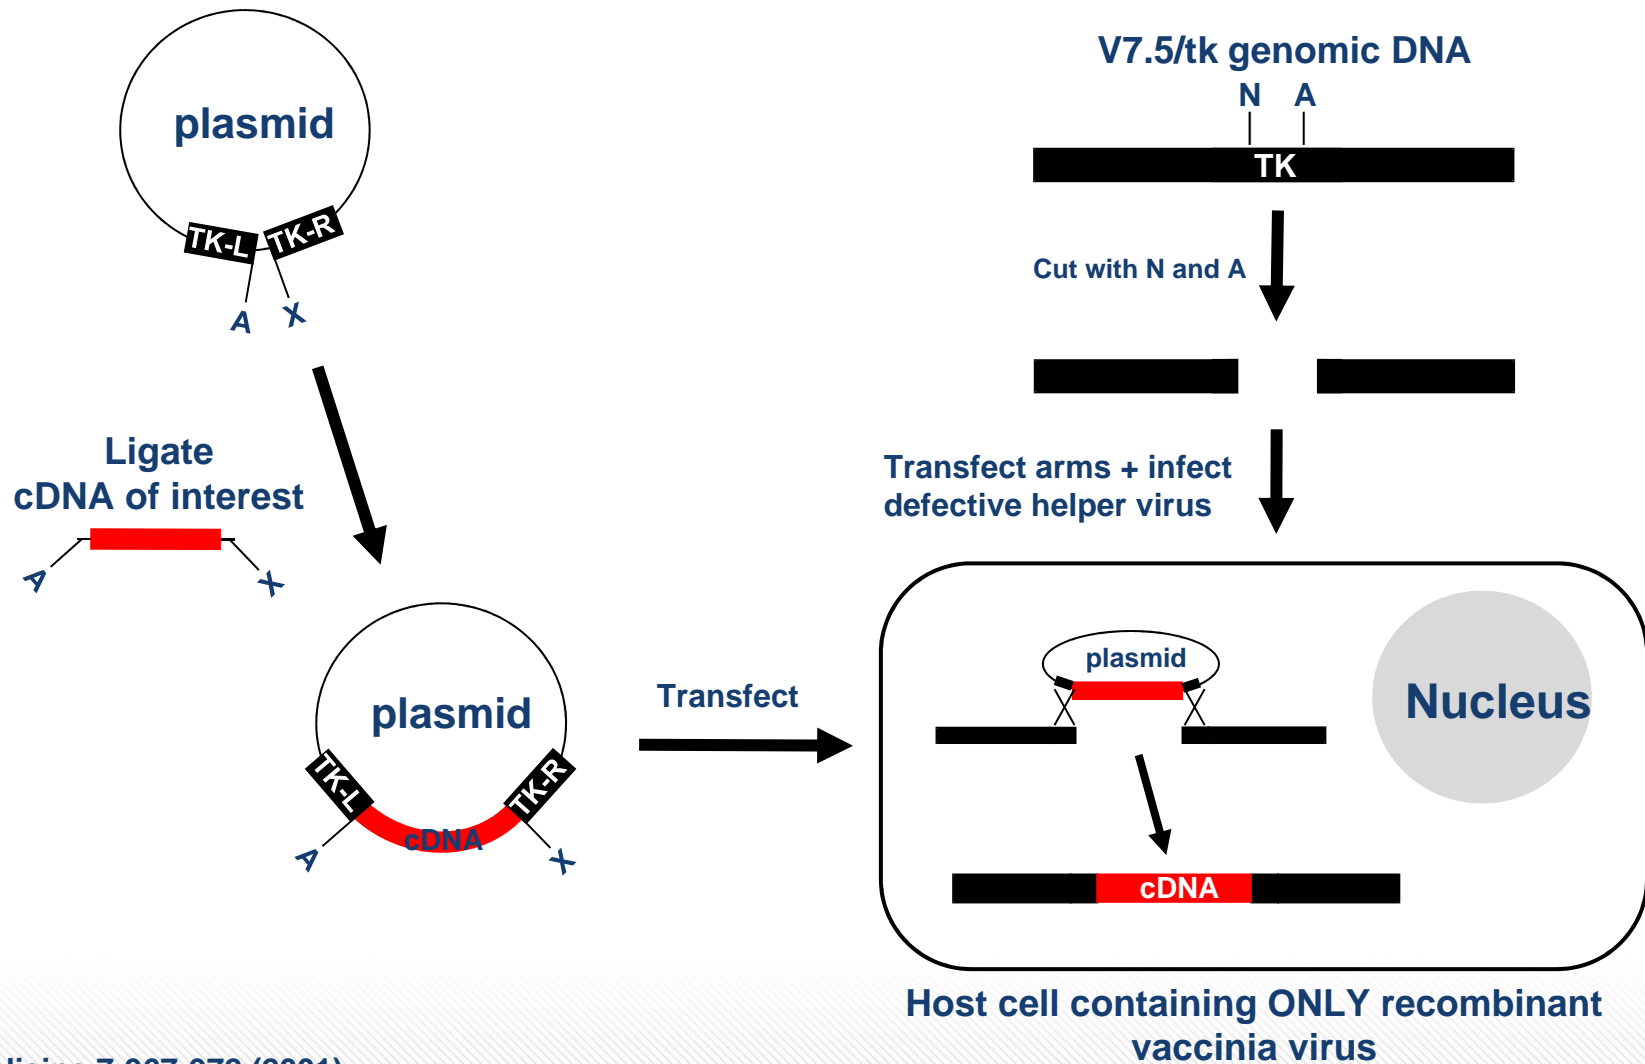 plasmid
TK-L
TK-R
A
X
Ligate
cDNA of interest
A
X
plasmid
TK-L
TK-R
cDNA
A
X
Transfect
V7.5/tk genomic DNA
N A
TK
Cut with N and A
Transfect arms + infect
defective helper virus
plasmid
Nucleus
cDNA
Host cell containing ONLY recombinant
vaccinia virus